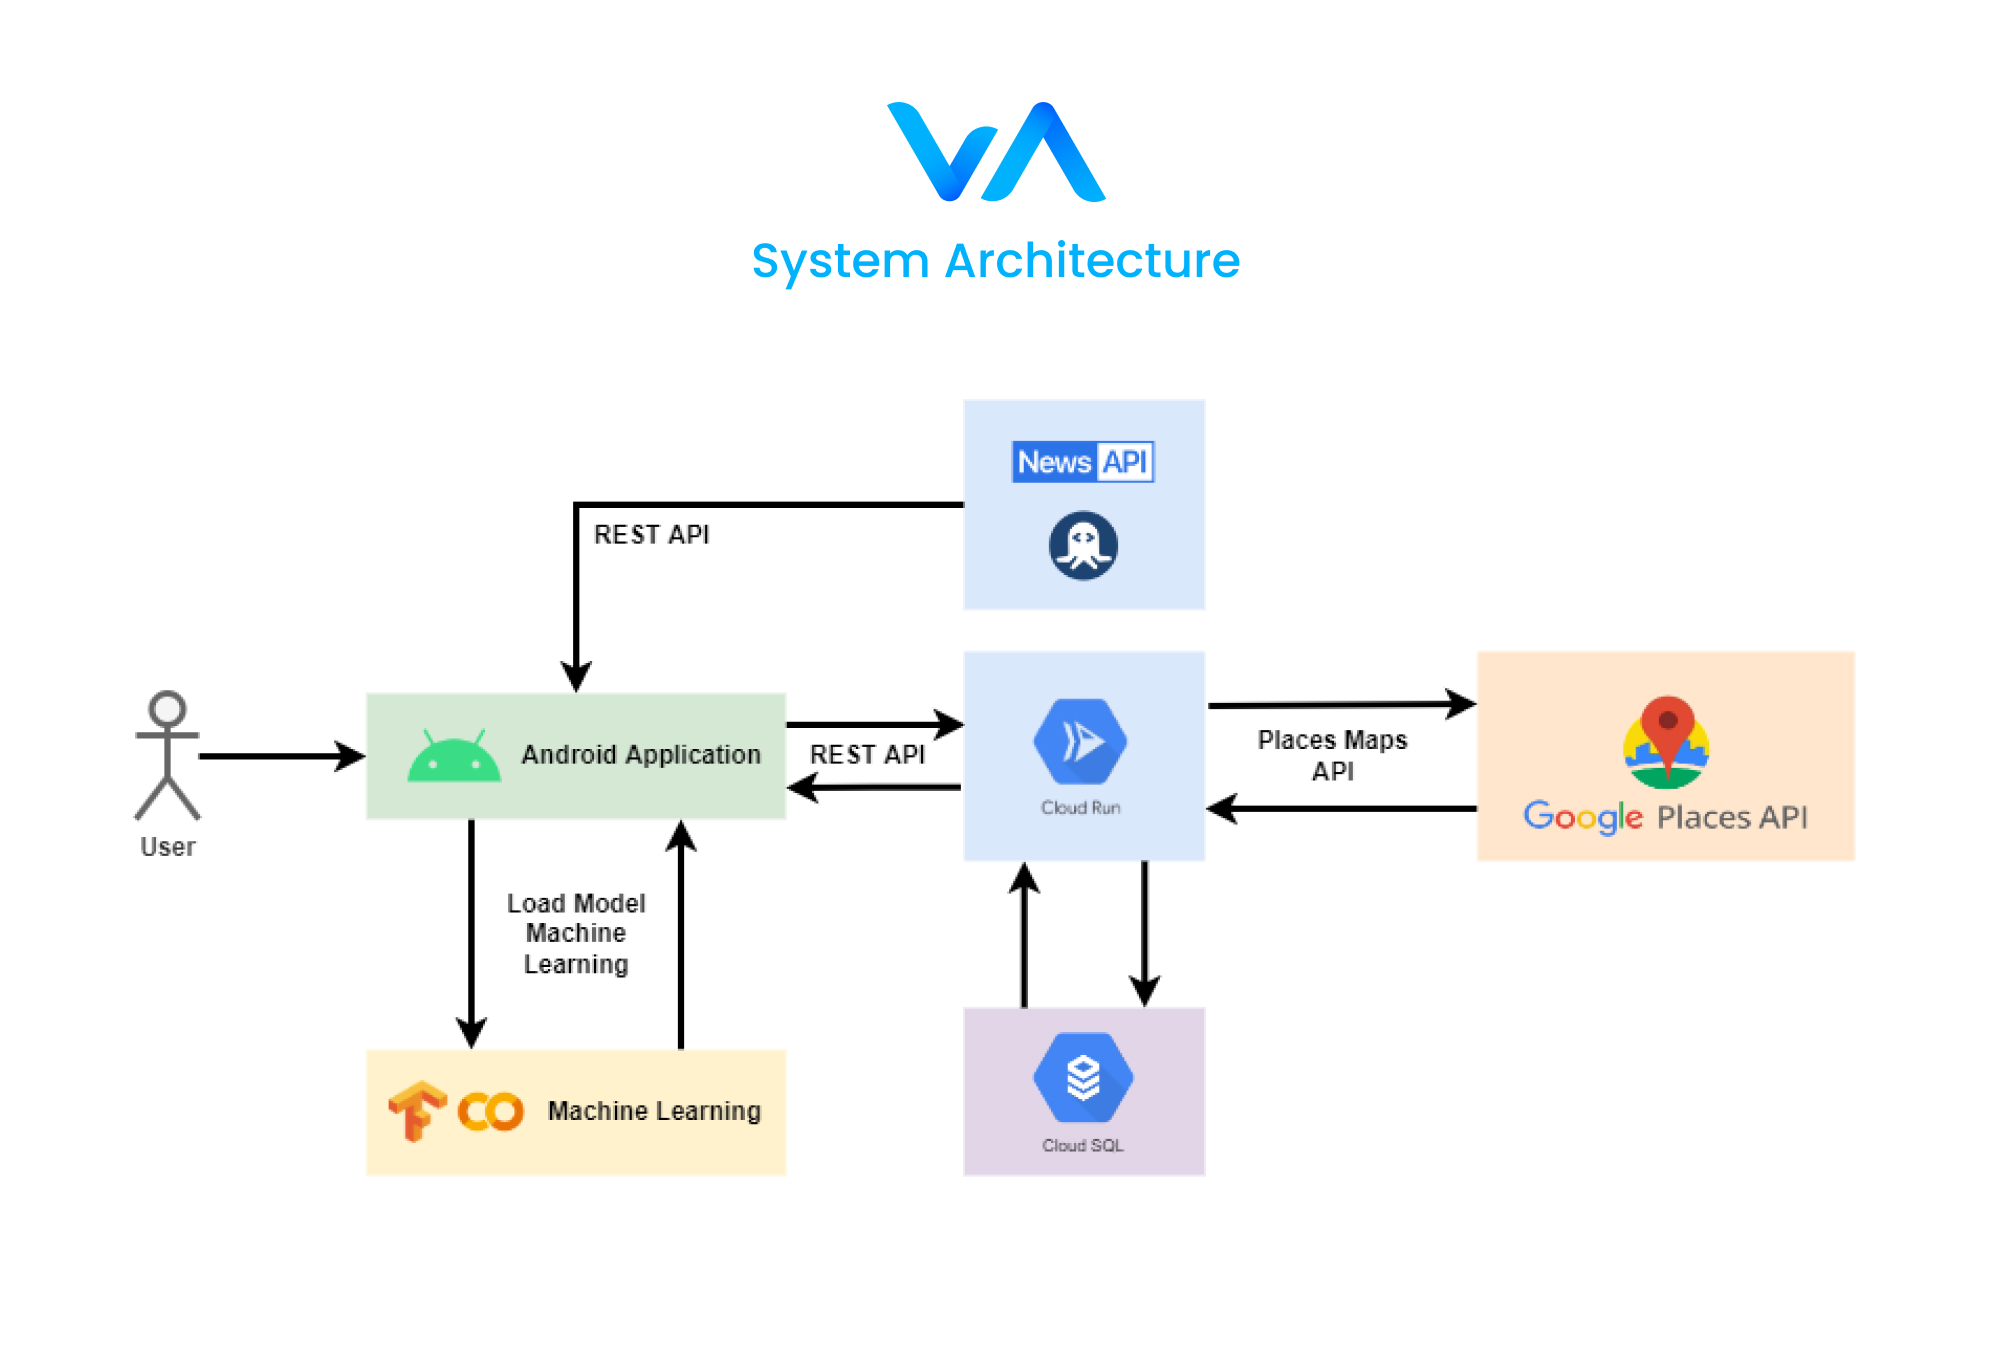 VA
System Architecture
News API
REST API
User
Android Application
REST API
Cloud Run
Places Maps
API
Google Places API
Load Model
Machine
Learning
Machine Learning
Cloud SQL